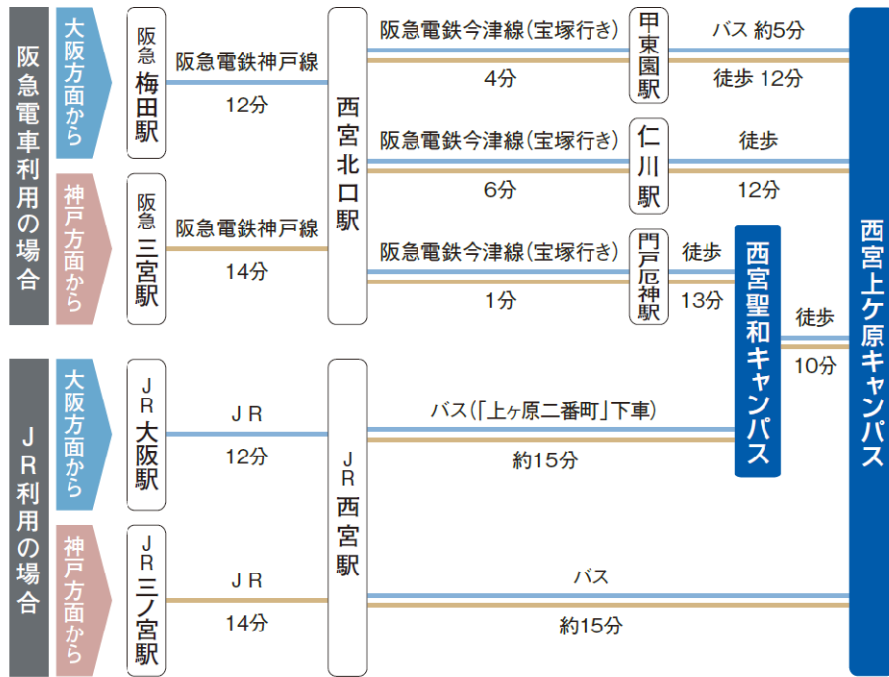 阪急電車利用の場合
大阪方面から
阪急 梅田駅
阪急電鉄神戸線
12分
神戸方面から
阪急 三宮駅
阪急電鉄神戸線
14分
西宮北口駅
阪急電鉄今津線(宝塚行き)
4分
甲東園駅
バス 約5分
徒歩 12分
阪急電鉄今津線(宝塚行き)
6分
仁川駅
徒歩
12分
阪急電鉄今津線(宝塚行き)
1分
門戸厄神駅
徒歩
13分
西宮聖和キャンパス
徒歩
10分
西宮上ケ原キャンパス
JR利用の場合
大阪方面から
JR 大阪駅
JR
12分
神戸方面から
JR 三ノ宮駅
JR
14分
JR 西宮駅
バス(「上ヶ原二番町」下車)
約15分
バス
約15分